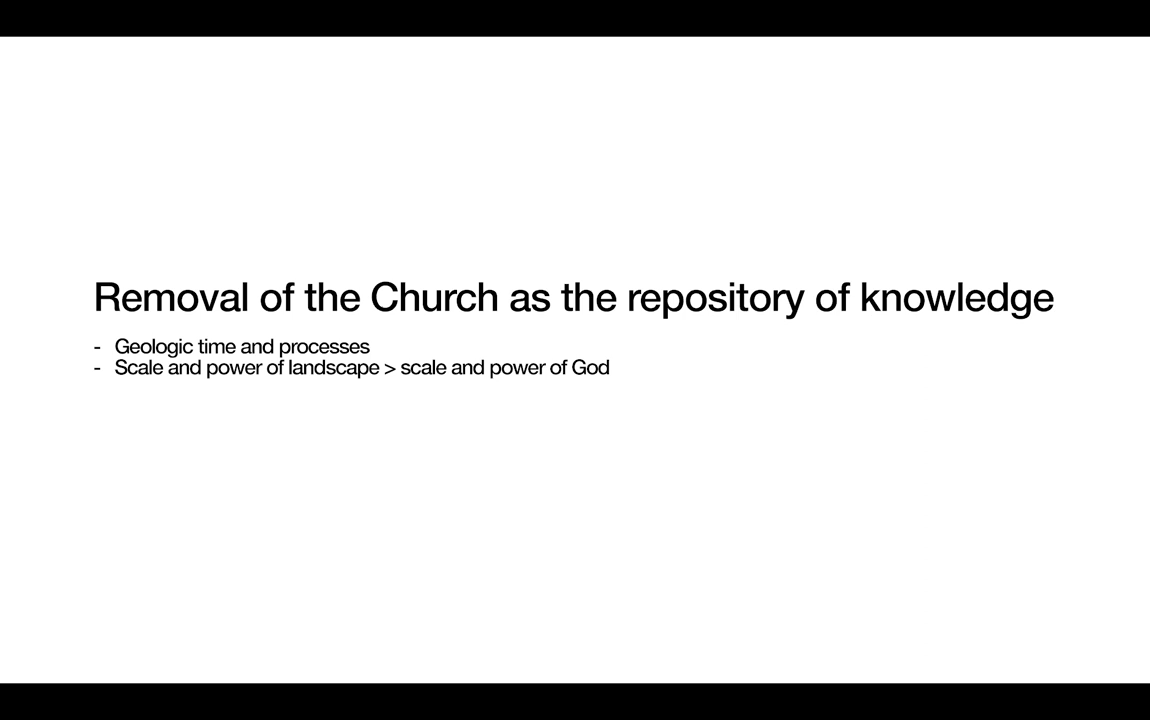 Removal of the Church as the repository of knowledge
- Geologic time and processes
- Scale and power of landscape > scale and power of God